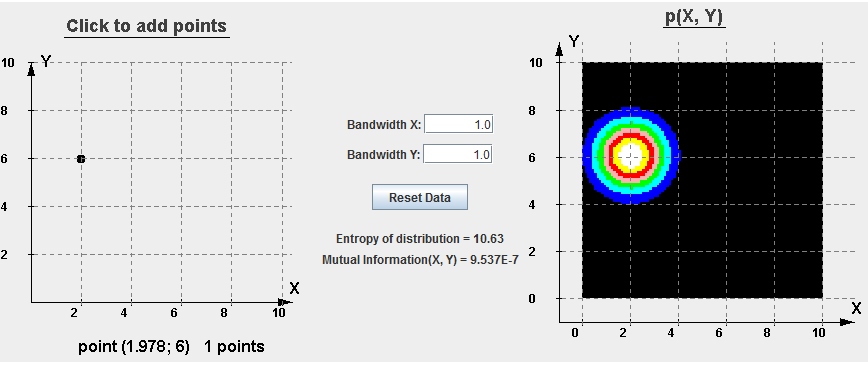 Click to add points
Y
10
8
6
4
2
2
4
6
8
10
X
point (1.978; 6) 1 points
Bandwidth X: 1.0
Bandwidth Y: 1.0
Reset Data
Entropy of distribution = 10.63
Mutual Information(X, Y) = 9.537E-7
p(X, Y)
Y
10
8
6
4
2
0
0
2
4
6
8
10
X